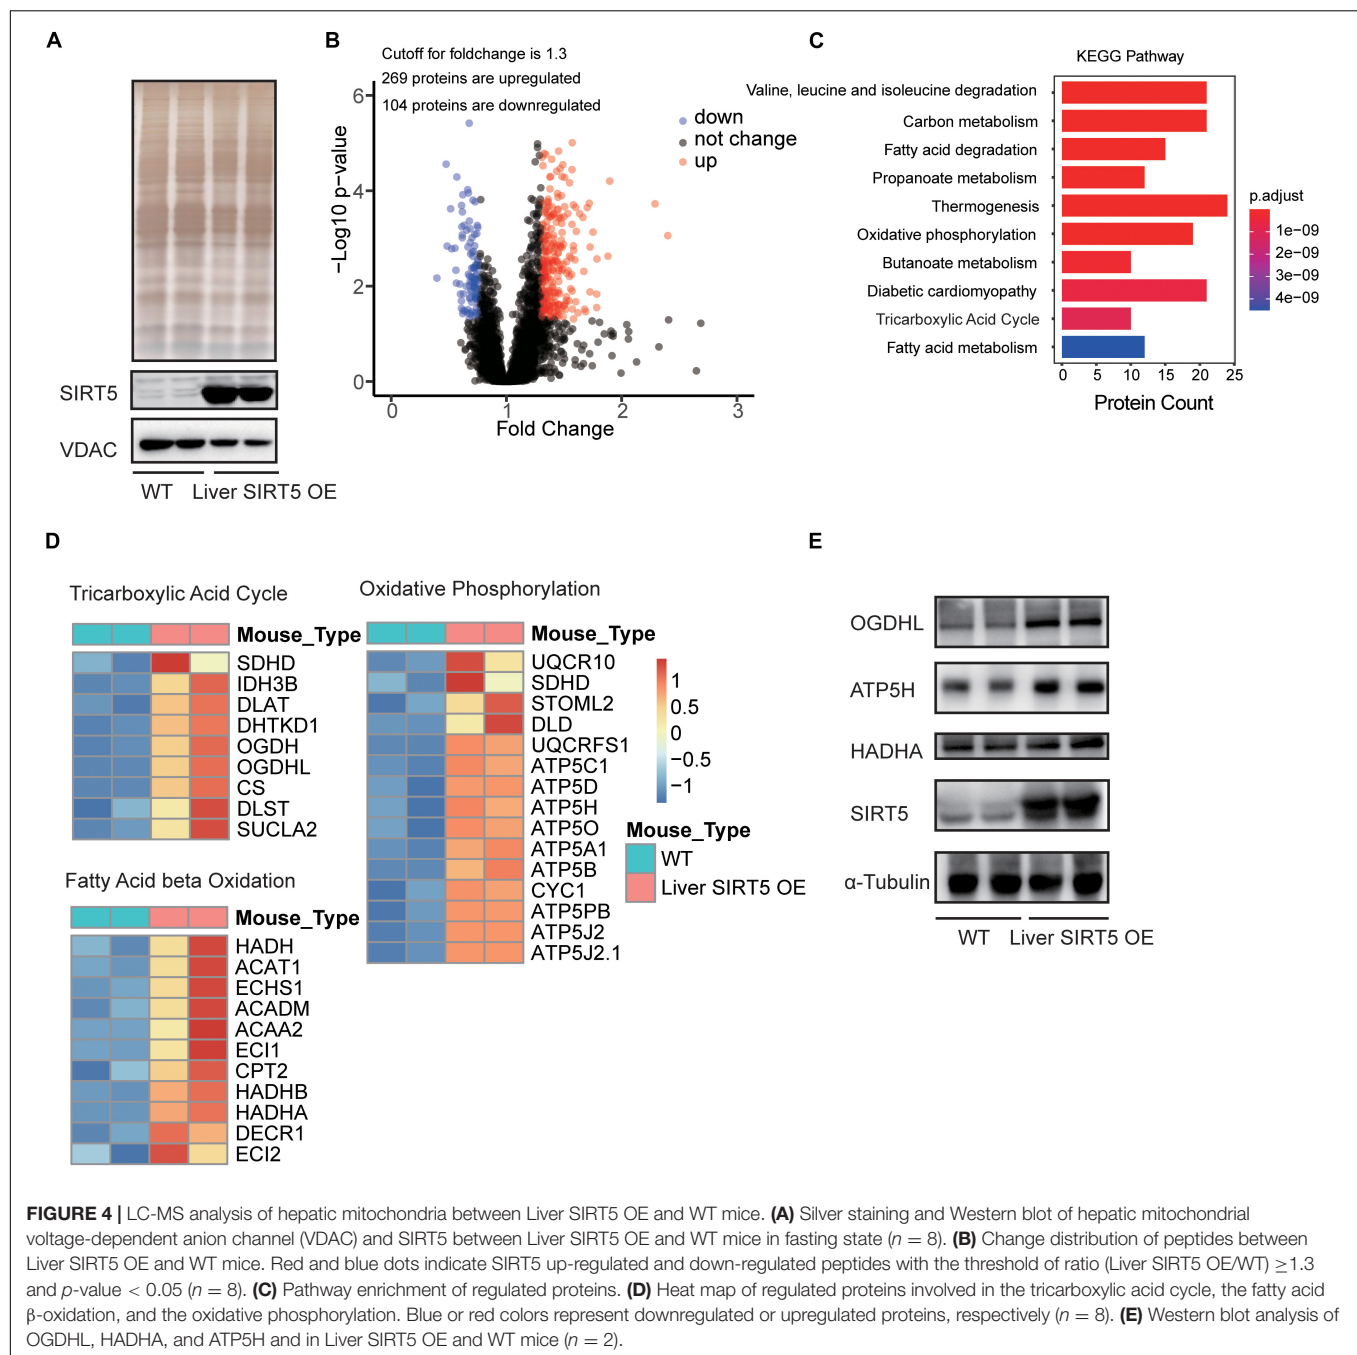 A
SIRT5
VDAC
WT
Liver SIRT5 OE
B
Cutoff for foldchange is 1.3
269 proteins are upregulated
104 proteins are downregulated
down
not change
up
−Log10 p−value
6
4
2
0
0
1
2
3
Fold Change
C
KEGG Pathway
Valine, leucine and isoleucine degradation
Carbon metabolism
Fatty acid degradation
Propanoate metabolism
Thermogenesis
Oxidative phosphorylation
Butanoate metabolism
Diabetic cardiomyopathy
Tricarboxylic Acid Cycle
Fatty acid metabolism
0 5 10 15 20 25
Protein Count
p.adjust
1e−09
2e−09
3e−09
4e−09
D
Tricarboxylic Acid Cycle
Mouse_Type
SDHD
IDH3B
DLAT
DHTKD1
OGDH
OGDHL
CS
DLST
SUCLA2
Fatty Acid beta Oxidation
Mouse_Type
HADH
ACAT1
ECHS1
ACADM
ACAA2
ECI1
CPT2
HADHB
HADHA
DECR1
ECI2
Oxidative Phosphorylation
Mouse_Type
UQCR10
SDHD
STOML2
DLD
UQCRFS1
ATP5C1
ATP5D
ATP5H
ATP5O
ATP5A1
ATP5B
CYC1
ATP5PB
ATP5J2
ATP5J2.1
1
0.5
0
−0.5
−1
Mouse_Type
WT
Liver SIRT5 OE
E
OGDHL
ATP5H
HADHA
SIRT5
α-Tubulin
WT
Liver SIRT5 OE
FIGURE 4 | LC-MS analysis of hepatic mitochondria between Liver SIRT5 OE and WT mice. (A) Silver staining and Western blot of hepatic mitochondrial
voltage-dependent anion channel (VDAC) and SIRT5 between Liver SIRT5 OE and WT mice in fasting state (n = 8). (B) Change distribution of peptides between
Liver SIRT5 OE and WT mice. Red and blue dots indicate SIRT5 up-regulated and down-regulated peptides with the threshold of ratio (Liver SIRT5 OE/WT) ≥1.3
and p-value < 0.05 (n = 8). (C) Pathway enrichment of regulated proteins. (D) Heat map of regulated proteins involved in the tricarboxylic acid cycle, the fatty acid
β-oxidation, and the oxidative phosphorylation. Blue or red colors represent downregulated or upregulated proteins, respectively (n = 8). (E) Western blot analysis of
OGDHL, HADHA, and ATP5H and in Liver SIRT5 OE and WT mice (n = 2).